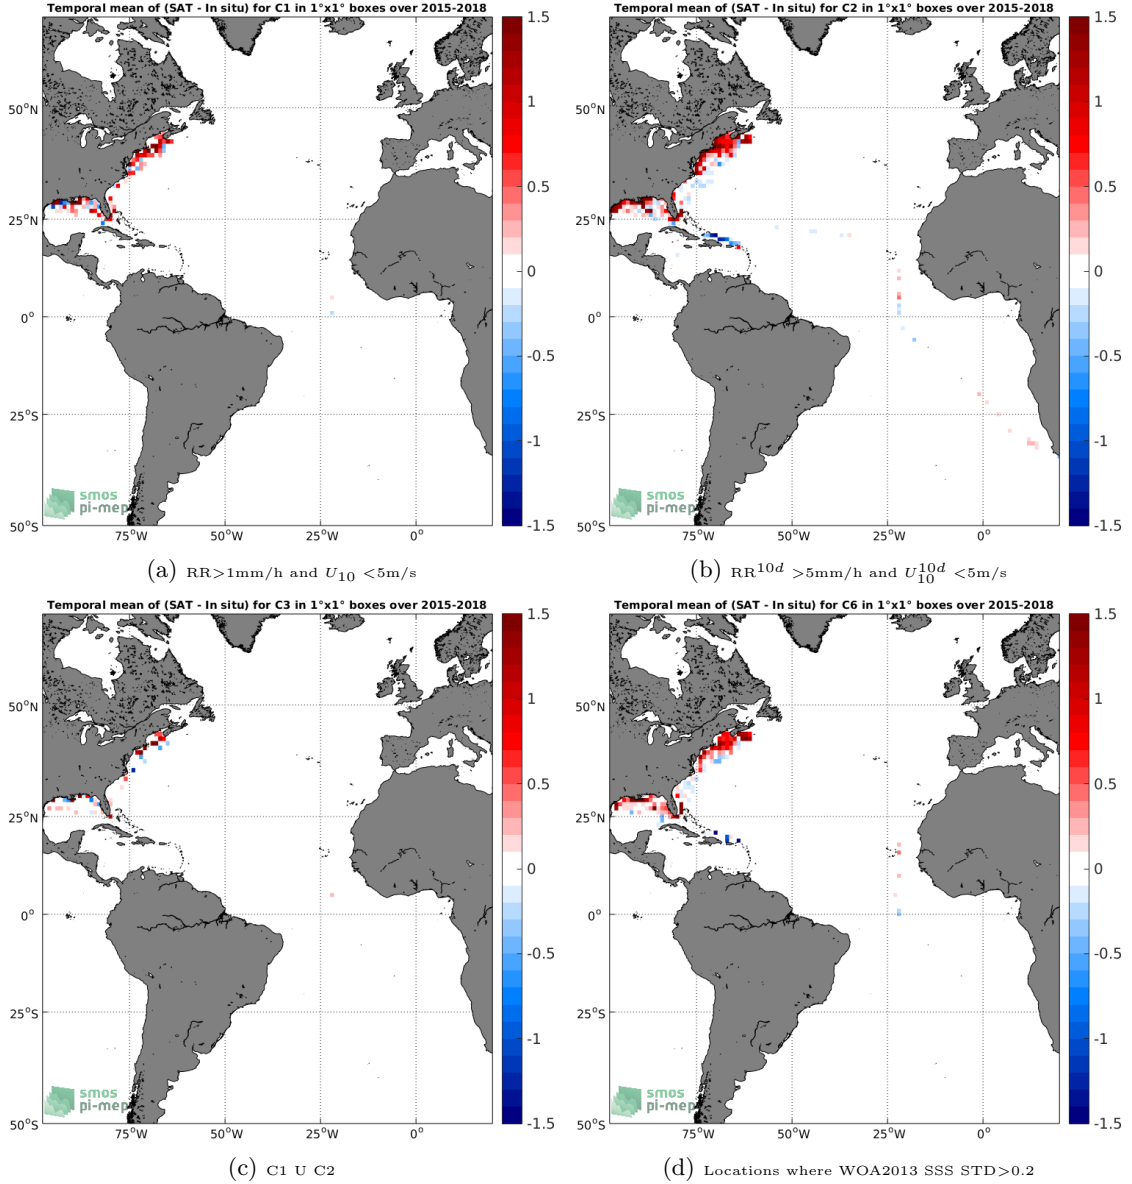 Temporal mean of (SAT - In situ) for C1 in 1°x1° boxes over 2015-2018
50°N
25°N
0°
25°S
50°S
75°W
50°W
25°W
0°
1.5
1
0.5
0
-0.5
-1
-1.5
smos
pi-mep
(a) RR>1mm/h and U10 <5m/s
Temporal mean of (SAT - In situ) for C2 in 1°x1° boxes over 2015-2018
50°N
25°N
0°
25°S
50°S
75°W
50°W
25°W
0°
1.5
1
0.5
0
-0.5
-1
-1.5
smos
pi-mep
(b) RR^10d >5mm/h and U10^10d <5m/s
Temporal mean of (SAT - In situ) for C3 in 1°x1° boxes over 2015-2018
50°N
25°N
0°
25°S
50°S
75°W
50°W
25°W
0°
1.5
1
0.5
0
-0.5
-1
-1.5
smos
pi-mep
(c) C1 U C2
Temporal mean of (SAT - In situ) for C6 in 1°x1° boxes over 2015-2018
50°N
25°N
0°
25°S
50°S
75°W
50°W
25°W
0°
1.5
1
0.5
0
-0.5
-1
-1.5
smos
pi-mep
(d) Locations where WOA2013 SSS STD>0.2